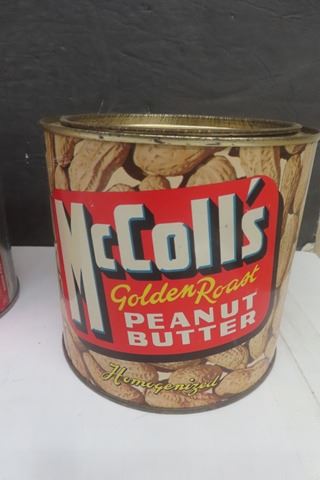 McColl's
Golden Roast
PEANUT
BUTTER
Homogenized